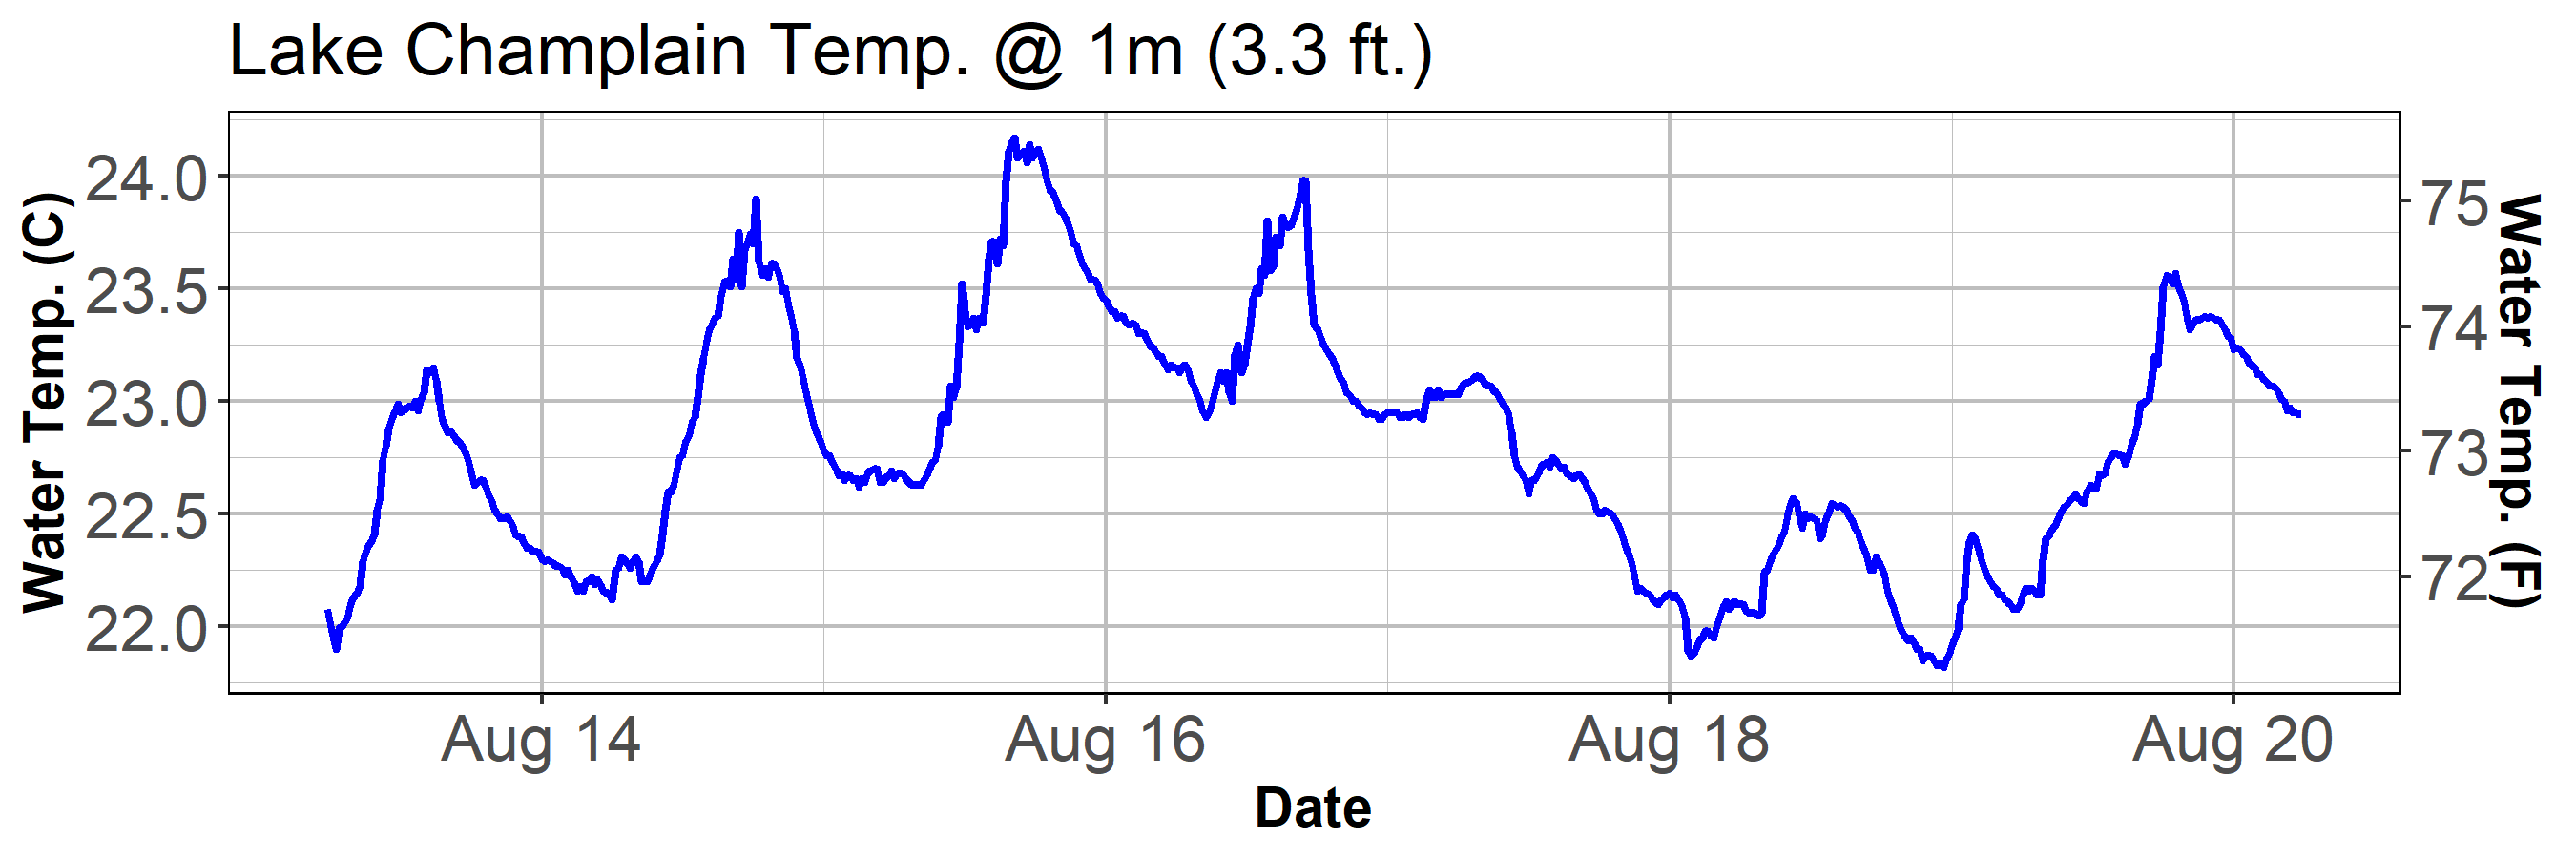 Lake Champlain Temp. @ 1m (3.3 ft.)
Water Temp. (C)
24.0
23.5
23.0
22.5
22.0
75
74
73
72
Water Temp. (F)
Aug 14 Aug 16 Aug 18 Aug 20
Date